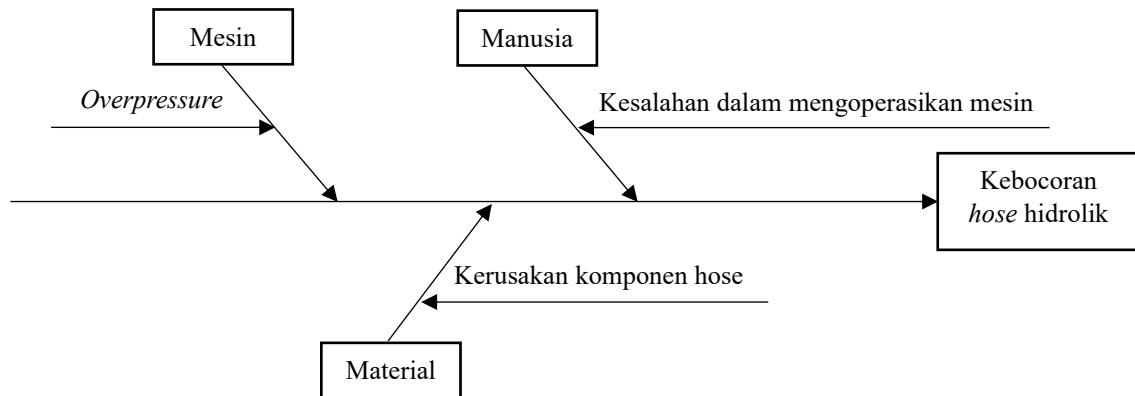 Mesin
Manusia
Overpressure
Kesalahan dalam mengoperasikan mesin
Kebocoran
hose hidrolik
Kerusakan komponen hose
Material